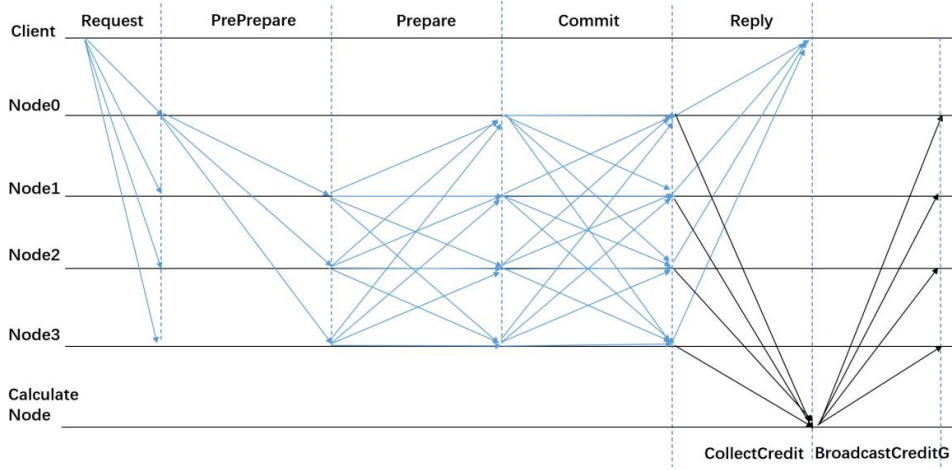 Request PrePrepare Prepare Commit Reply
Client
Node0
Node1
Node2
Node3
Calculate
Node
CollectCredit BroadcastCreditG